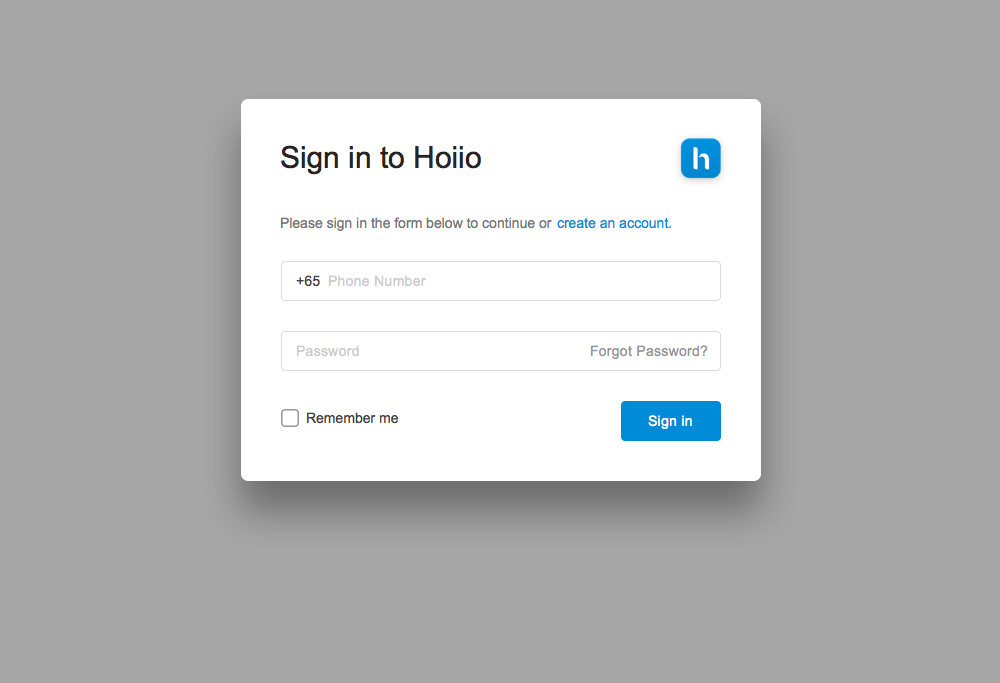 Sign in to Hoiio
h
Please sign in the form below to continue or create an account.
+65 Phone Number
Password Forgot Password?
Remember me
Sign in